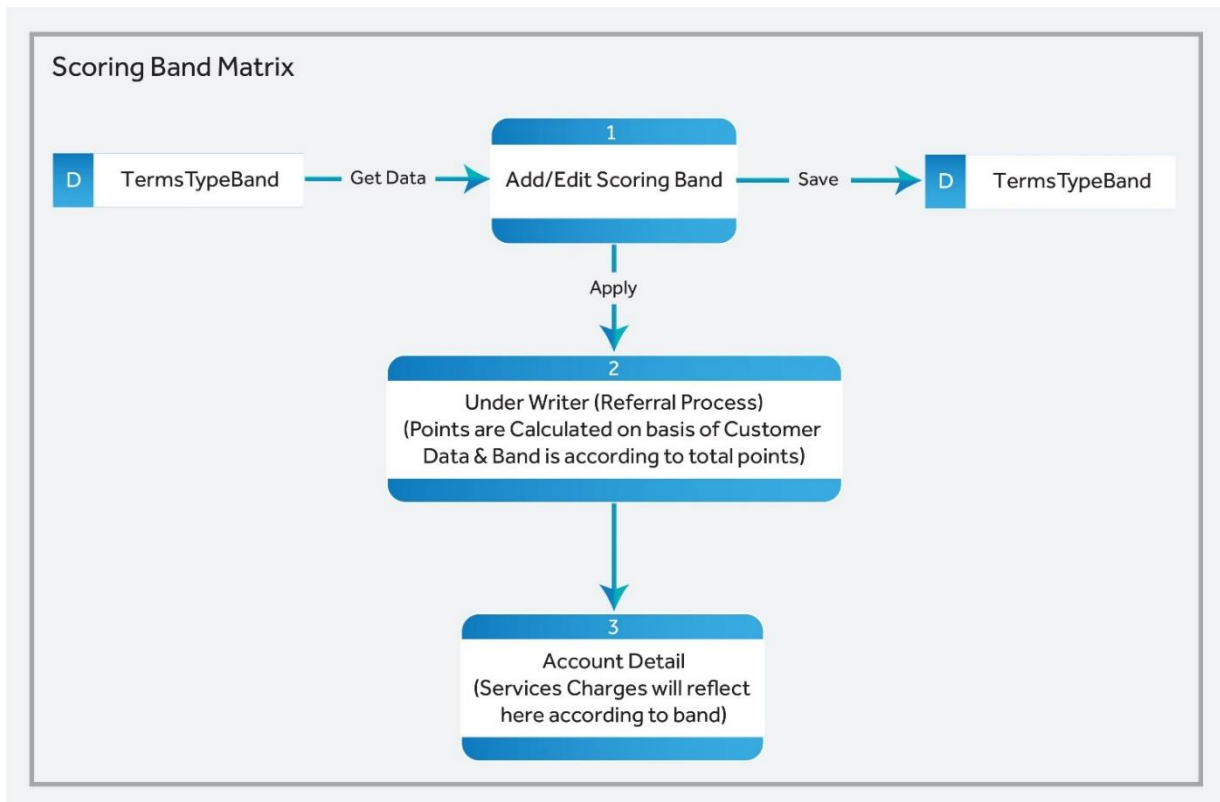 Scoring Band Matrix
1
D TermsTypeBand Get Data Add/Edit Scoring Band Save D TermsTypeBand
Apply
2
Under Writer (Referral Process)
(Points are Calculated on basis of Customer
Data & Band is according to total points)
3
Account Detail
(Services Charges will reflect
here according to band)